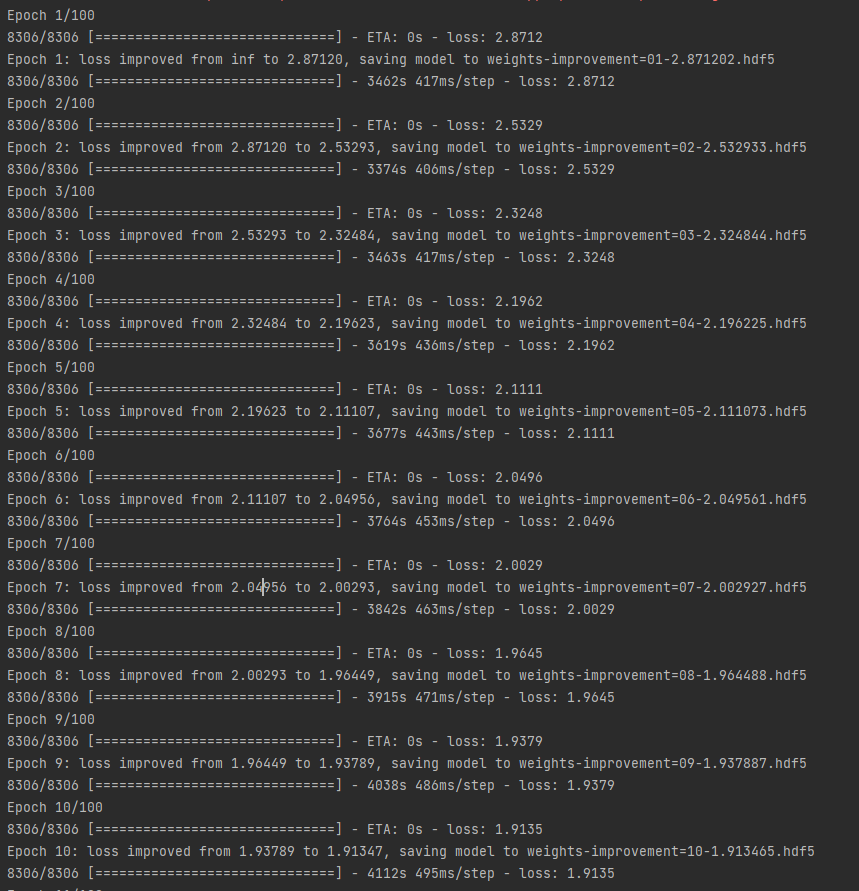 Epoch 1/100
8306/8306 [==============================] - ETA: 0s - loss: 2.8712
Epoch 1: loss improved from inf to 2.87120, saving model to weights-improvement=01-2.871202.hdf5
8306/8306 [==============================] - 3462s 417ms/step - loss: 2.8712
Epoch 2/100
8306/8306 [==============================] - ETA: 0s - loss: 2.5329
Epoch 2: loss improved from 2.87120 to 2.53293, saving model to weights-improvement=02-2.532933.hdf5
8306/8306 [==============================] - 3374s 406ms/step - loss: 2.5329
Epoch 3/100
8306/8306 [==============================] - ETA: 0s - loss: 2.3248
Epoch 3: loss improved from 2.53293 to 2.32484, saving model to weights-improvement=03-2.324844.hdf5
8306/8306 [==============================] - 3463s 417ms/step - loss: 2.3248
Epoch 4/100
8306/8306 [==============================] - ETA: 0s - loss: 2.1962
Epoch 4: loss improved from 2.32484 to 2.19623, saving model to weights-improvement=04-2.196225.hdf5
8306/8306 [==============================] - 3619s 436ms/step - loss: 2.1962
Epoch 5/100
8306/8306 [==============================] - ETA: 0s - loss: 2.1111
Epoch 5: loss improved from 2.19623 to 2.11107, saving model to weights-improvement=05-2.111073.hdf5
8306/8306 [==============================] - 3677s 443ms/step - loss: 2.1111
Epoch 6/100
8306/8306 [==============================] - ETA: 0s - loss: 2.0496
Epoch 6: loss improved from 2.11107 to 2.04956, saving model to weights-improvement=06-2.049561.hdf5
8306/8306 [==============================] - 3764s 453ms/step - loss: 2.0496
Epoch 7/100
8306/8306 [==============================] - ETA: 0s - loss: 2.0029
Epoch 7: loss improved from 2.04956 to 2.00293, saving model to weights-improvement=07-2.002927.hdf5
8306/8306 [==============================] - 3842s 463ms/step - loss: 2.0029
Epoch 8/100
8306/8306 [==============================] - ETA: 0s - loss: 1.9645
Epoch 8: loss improved from 2.00293 to 1.96449, saving model to weights-improvement=08-1.964488.hdf5
8306/8306 [==============================] - 3915s 471ms/step - loss: 1.9645
Epoch 9/100
8306/8306 [==============================] - ETA: 0s - loss: 1.9379
Epoch 9: loss improved from 1.96449 to 1.93789, saving model to weights-improvement=09-1.937887.hdf5
8306/8306 [==============================] - 4038s 486ms/step - loss: 1.9379
Epoch 10/100
8306/8306 [==============================] - ETA: 0s - loss: 1.9135
Epoch 10: loss improved from 1.93789 to 1.91347, saving model to weights-improvement=10-1.913465.hdf5
8306/8306 [==============================] - 4112s 495ms/step - loss: 1.9135